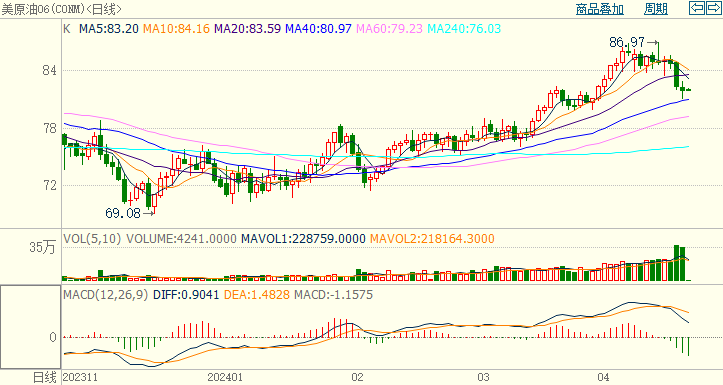 美原油06(CONM)<日线> 商品叠加 周期
K MA5:83.20 MA10:84.16 MA20:83.59 MA40:80.97 MA60:79.23 MA240:76.03
86.97
84
78
72
69.08
VOL(5,10) VOLUME:4241.0000 MAVOL1:228759.0000 MAVOL2:218164.3000
35万
MACD(12,26,9) DIFF:0.9041 DEA:1.4828 MACD:-1.1575
0
日线 202311 202401 02 03 04